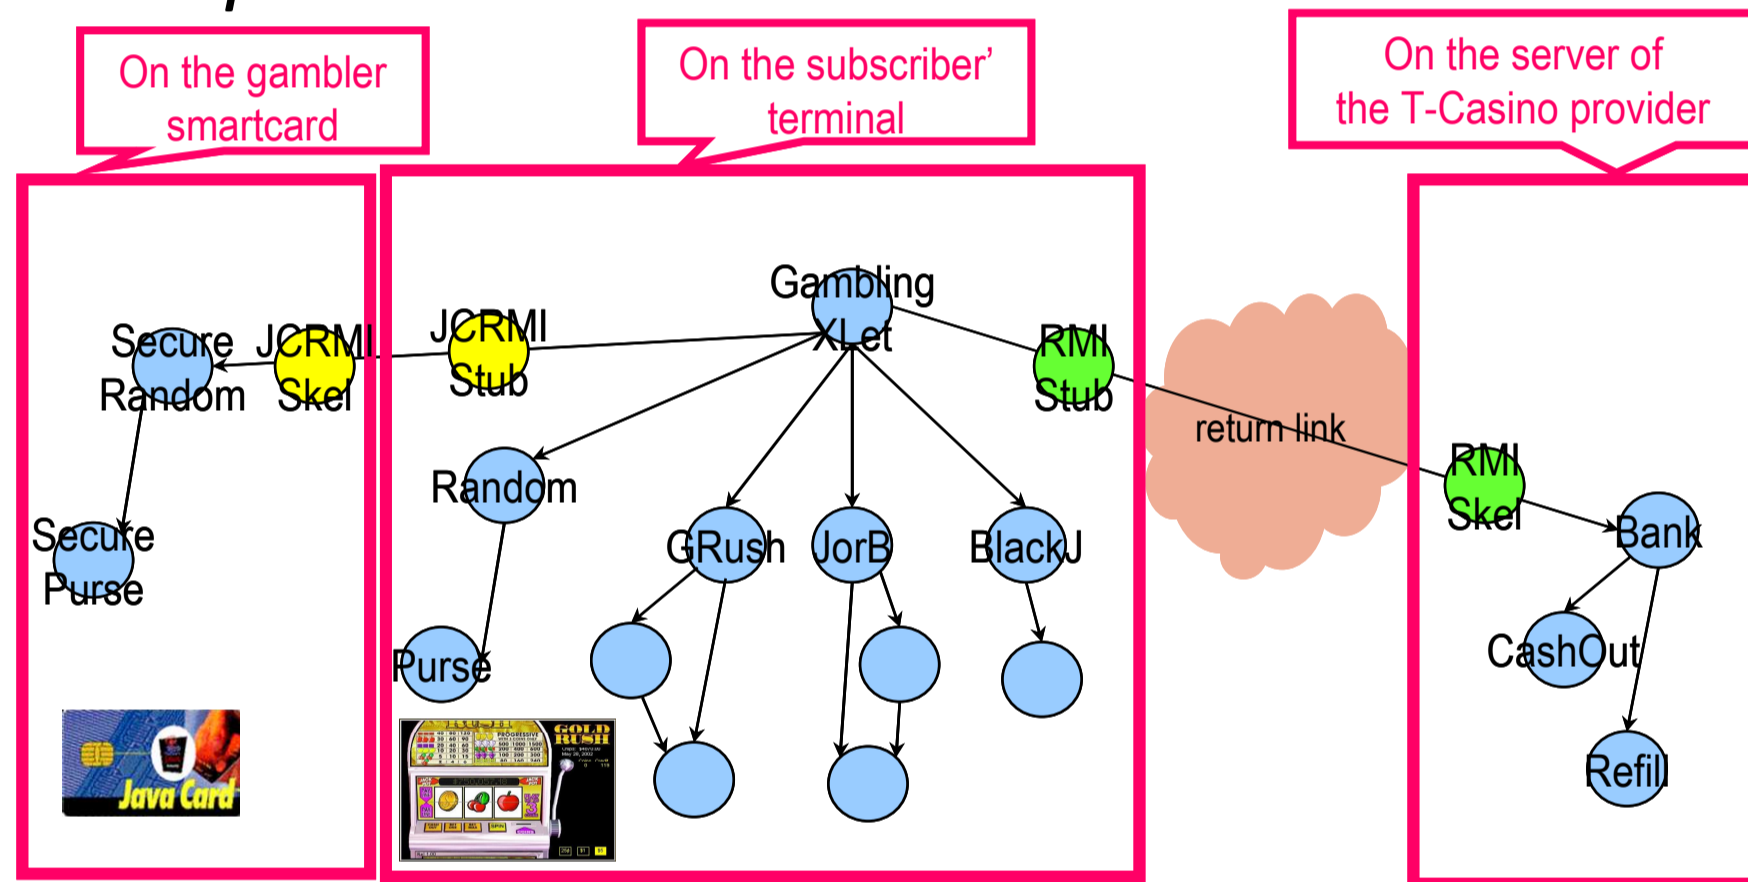 On the gambler
smartcard
On the subscriber’
terminal
On the server of
the T-Casino provider
Secure
Random
JCRMI
Skel
JCRMI
Stub
Gambling
XLet
RMI
Stub
return link
RMI
Skel
Bank
Random
GRush
JorB
BlackJ
Secure
Purse
Purse
CashOut
Refill
Java Card
GOLD
RUSH
PROGRESSIVE